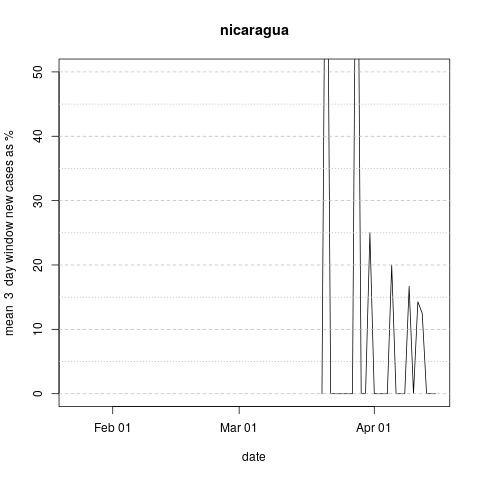 nicaragua
mean  3  day window new cases as %
50
40
30
20
10
0
Feb 01
Mar 01
Apr 01
date